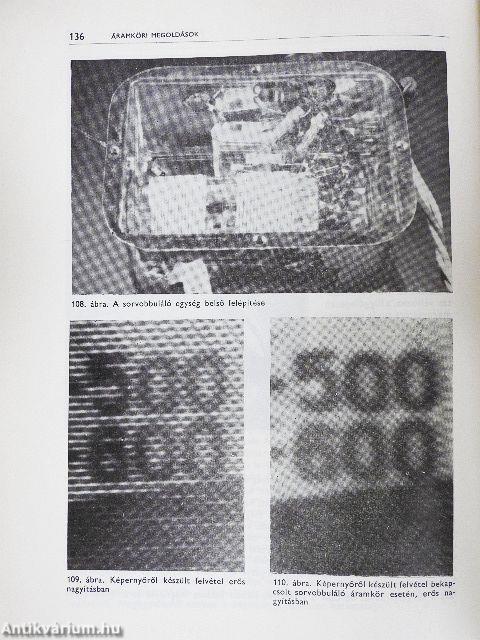 136 ÁRAMKÖRI MEGOLDÁSOK
108. ábra. A sorvobbuláló egység belső felépítése
500
600
500
600
109. ábra. Képernyőről készült felvétel erős
nagyításban
110. ábra. Képernyőről készült felvétel bekap-
csolt sorvobbuláló áramkör esetén, erős na-
gyításban
Antikvárium.hu